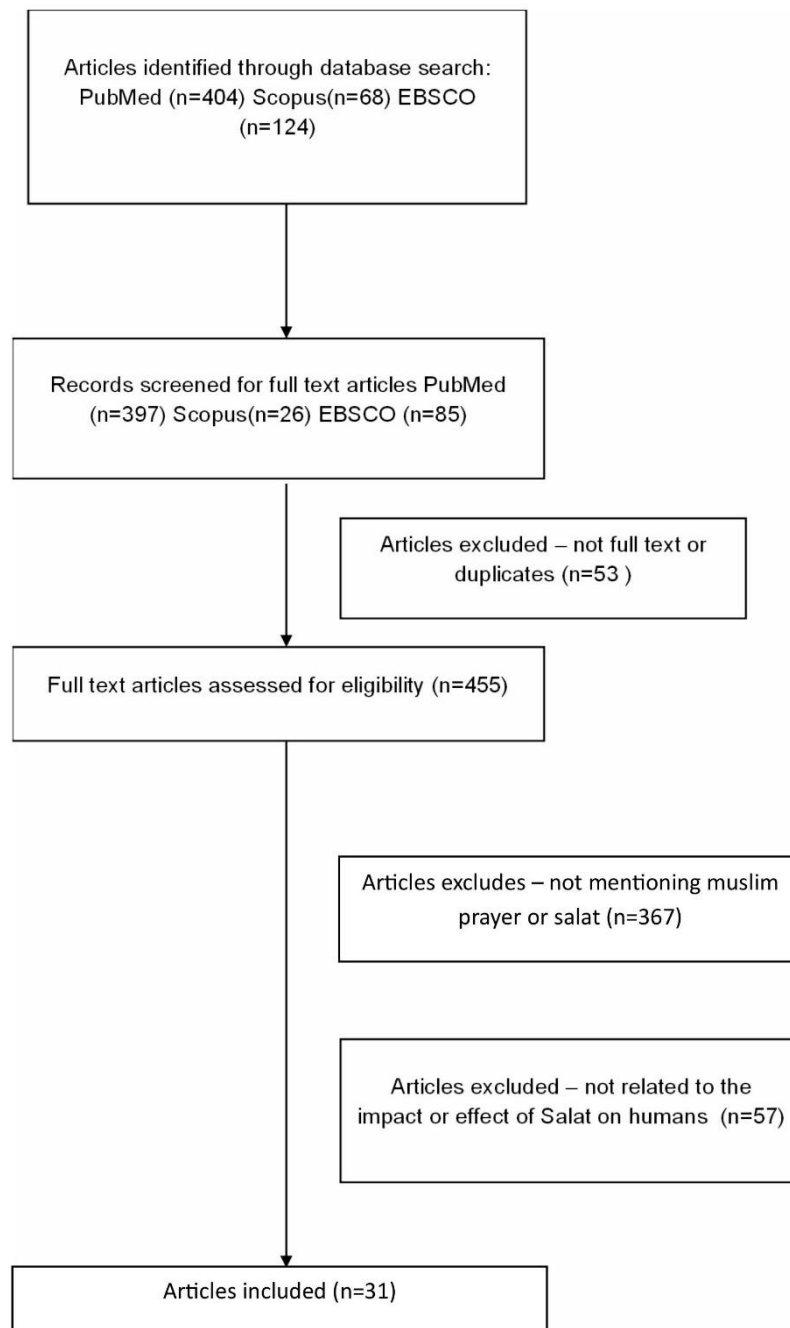 Articles identified through database search:
PubMed (n=404) Scopus(n=68) EBSCO
(n=124)
Records screened for full text articles PubMed
(n=397) Scopus(n=26) EBSCO (n=85)
Articles excluded – not full text or
duplicates (n=53 )
Full text articles assessed for eligibility (n=455)
Articles excludes – not mentioning muslim
prayer or salat (n=367)
Articles excluded – not related to the
impact or effect of Salat on humans (n=57)
Articles included (n=31)